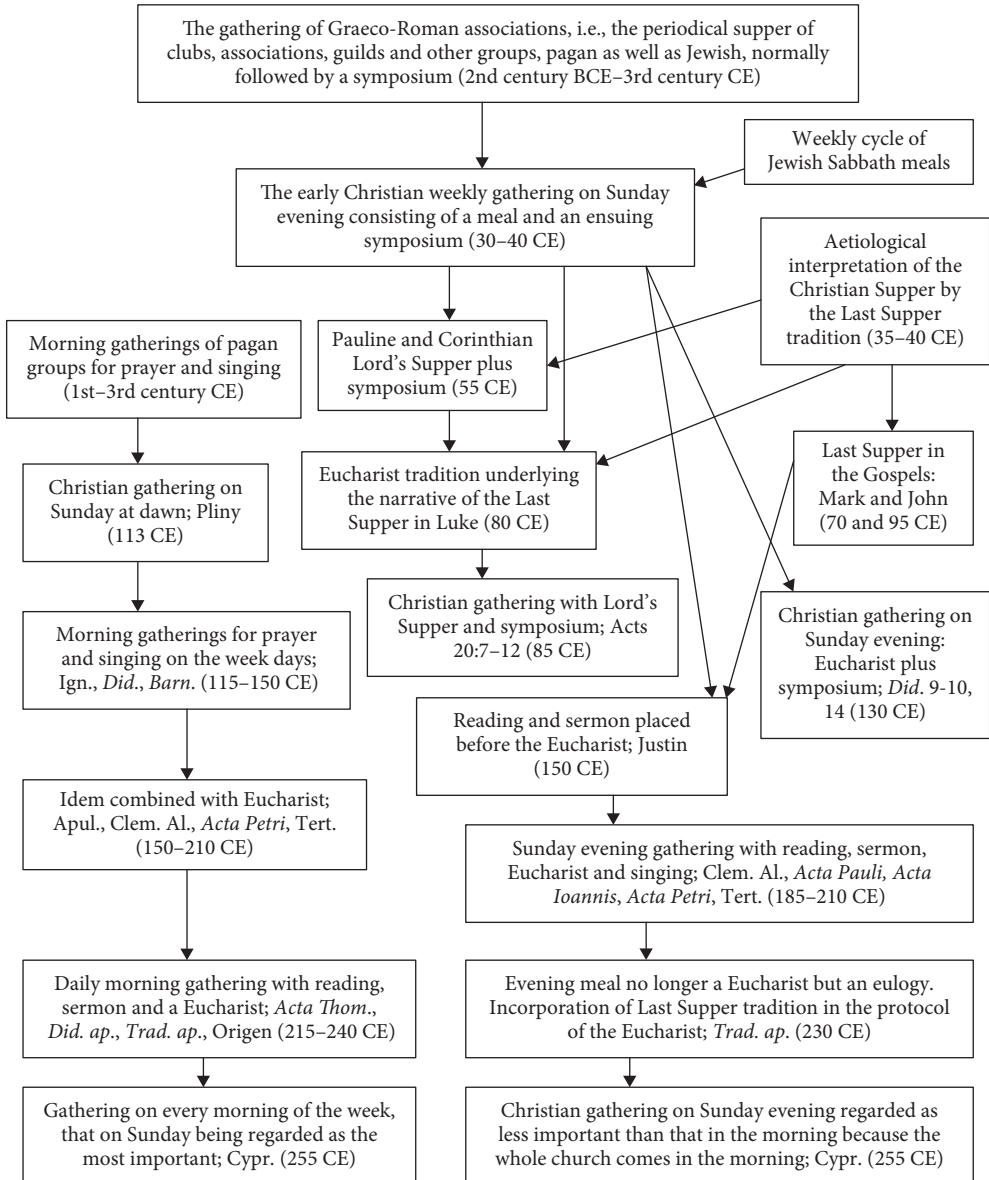 The gathering of Graeco-Roman associations, i.e., the periodical supper of
clubs, associations, guilds and other groups, pagan as well as Jewish, normally
followed by a symposium (2nd century BCE–3rd century CE)
Weekly cycle of
Jewish Sabbath meals
The early Christian weekly gathering on Sunday
evening consisting of a meal and an ensuing
symposium (30–40 CE)
Aetiological
interpretation of the
Christian Supper by
the Last Supper
tradition (35–40 CE)
Morning gatherings of pagan
groups for prayer and singing
(1st–3rd century CE)
Pauline and Corinthian
Lord’s Supper plus
symposium (55 CE)
Last Supper in
the Gospels:
Mark and John
(70 and 95 CE)
Christian gathering on
Sunday at dawn; Pliny
(113 CE)
Eucharist tradition underlying
the narrative of the Last
Supper in Luke (80 CE)
Christian gathering with Lord’s
Supper and symposium; Acts
20:7–12 (85 CE)
Christian gathering on
Sunday evening:
Eucharist plus
symposium; Did. 9-10,
14 (130 CE)
Morning gatherings for prayer
and singing on the week days;
Ign., Did., Barn. (115–150 CE)
Reading and sermon placed
before the Eucharist; Justin
(150 CE)
Idem combined with Eucharist;
Apul., Clem. Al., Acta Petri, Tert.
(150–210 CE)
Sunday evening gathering with reading, sermon,
Eucharist and singing; Clem. Al., Acta Pauli, Acta
Ioannis, Acta Petri, Tert. (185–210 CE)
Daily morning gathering with reading,
sermon and a Eucharist; Acta Thom.,
Did. ap., Trad. ap., Origen (215–240 CE)
Evening meal no longer a Eucharist but an eulogy.
Incorporation of Last Supper tradition in the protocol
of the Eucharist; Trad. ap. (230 CE)
Gathering on every morning of the week,
that on Sunday being regarded as the
most important; Cypr. (255 CE)
Christian gathering on Sunday evening regarded as
less important than that in the morning because the
whole church comes in the morning; Cypr. (255 CE)